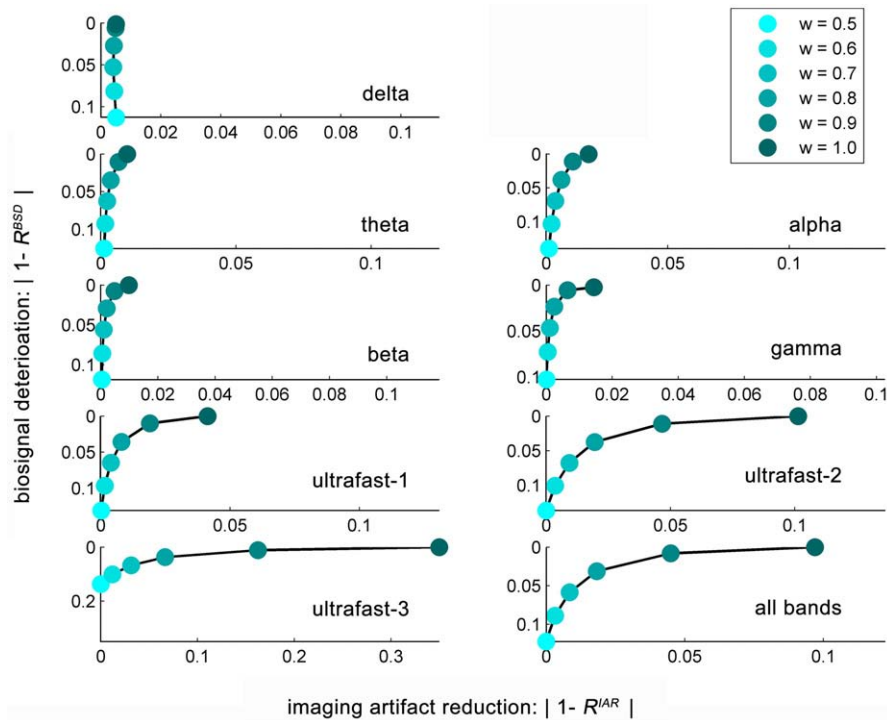 w = 0.5
w = 0.6
w = 0.7
w = 0.8
w = 0.9
w = 1.0
0
0.05
0.1
delta
0 0.02 0.04 0.06 0.08 0.1
0
0.05
0.1
theta
0 0.05 0.1
0
0.05
0.1
alpha
0 0.05 0.1
0
0.05
0.1
beta
0 0.02 0.04 0.06 0.08 0.1
0
0.05
0.1
gamma
0 0.02 0.04 0.06 0.08 0.1
0
0.05
0.1
ultrafast-1
0 0.05 0.1
0
0.05
0.1
ultrafast-2
0 0.05 0.1
0
0.2
ultrafast-3
0 0.1 0.2 0.3
0
0.05
0.1
all bands
0 0.05 0.1
biosignal deterioation: | 1- R^BSD |
imaging artifact reduction: | 1- R^IAR |